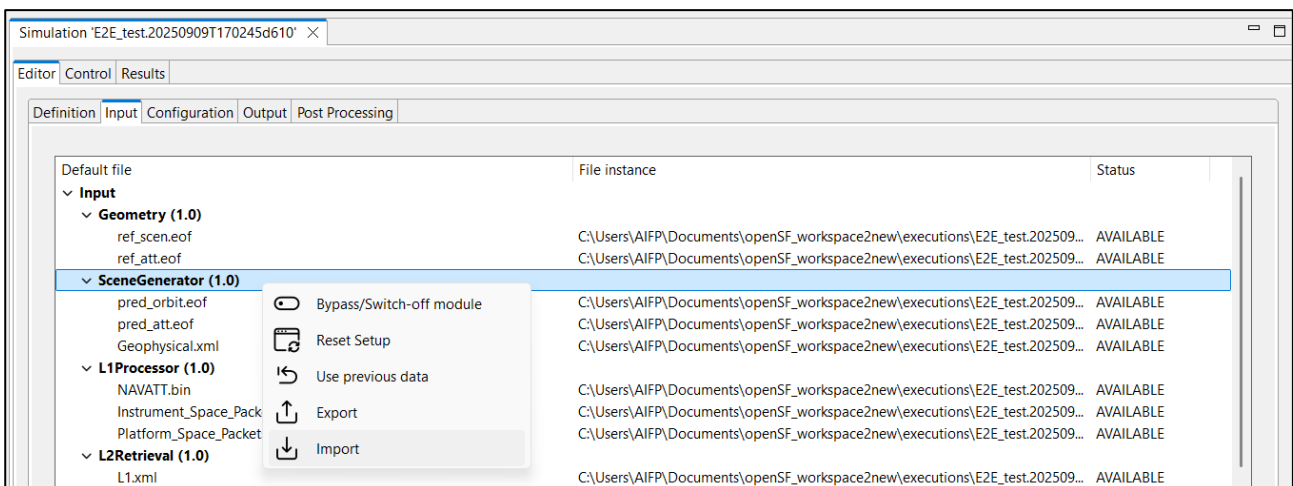 Simulation 'E2E_test.20250909T170245d610'
Editor Control Results
Definition Input Configuration Output Post Processing
Default file File instance Status
Input
Geometry (1.0)
ref_scen.eof C:\Users\AIFP\Documents\openSF_workspace2new\executions\E2E_test.202509... AVAILABLE
ref_att.eof C:\Users\AIFP\Documents\openSF_workspace2new\executions\E2E_test.202509... AVAILABLE
SceneGenerator (1.0)
pred_orbit.eof Bypass/Switch-off module C:\Users\AIFP\Documents\openSF_workspace2new\executions\E2E_test.202509... AVAILABLE
pred_att.eof C:\Users\AIFP\Documents\openSF_workspace2new\executions\E2E_test.202509... AVAILABLE
Geophysical.xml Reset Setup C:\Users\AIFP\Documents\openSF_workspace2new\executions\E2E_test.202509... AVAILABLE
L1Processor (1.0) Use previous data
NAVATT.bin C:\Users\AIFP\Documents\openSF_workspace2new\executions\E2E_test.202509... AVAILABLE
Instrument_Space_Pack Export C:\Users\AIFP\Documents\openSF_workspace2new\executions\E2E_test.202509... AVAILABLE
Platform_Space_Packet C:\Users\AIFP\Documents\openSF_workspace2new\executions\E2E_test.202509... AVAILABLE
L2Retrieval (1.0) Import
L1.xml C:\Users\AIFP\Documents\openSF_workspace2new\executions\E2E_test.202509... AVAILABLE